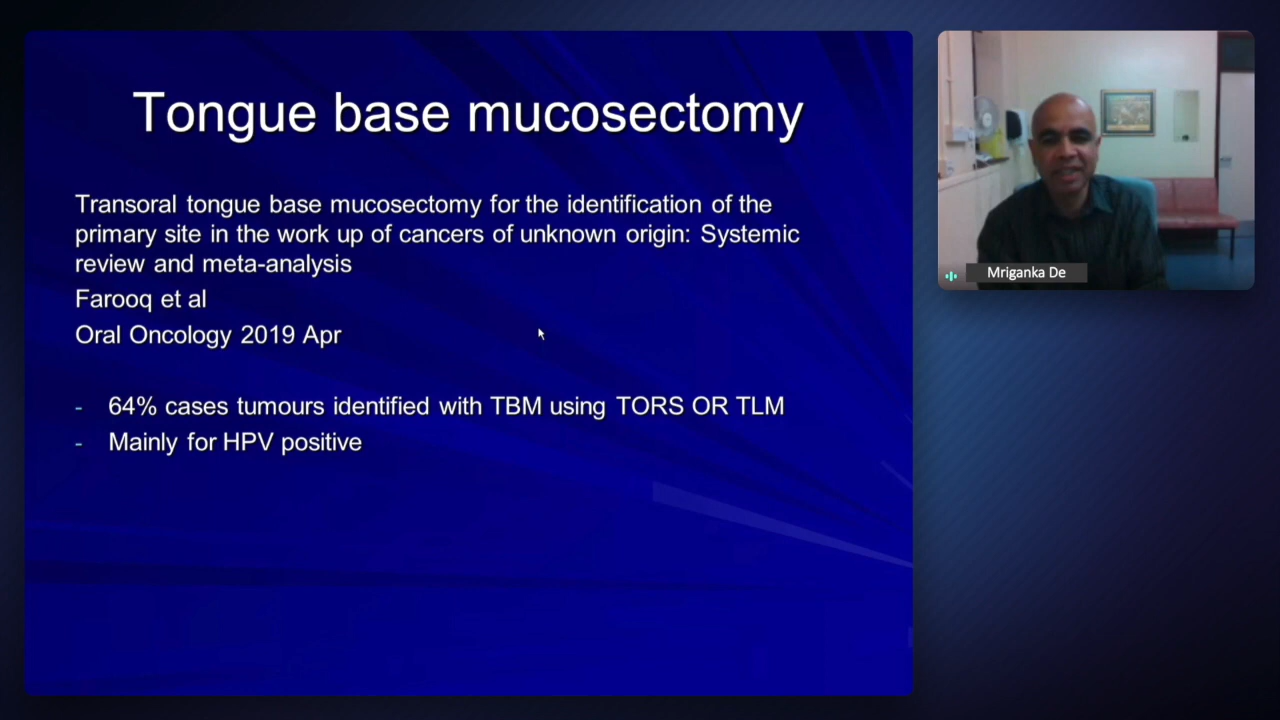 Tongue base mucosectomy
Transoral tongue base mucosectomy for the identification of the
primary site in the work up of cancers of unknown origin: Systemic
review and meta-analysis
Farooq et al
Oral Oncology 2019 Apr
- 64% cases tumours identified with TBM using TORS OR TLM
- Mainly for HPV positive
Mriganka De